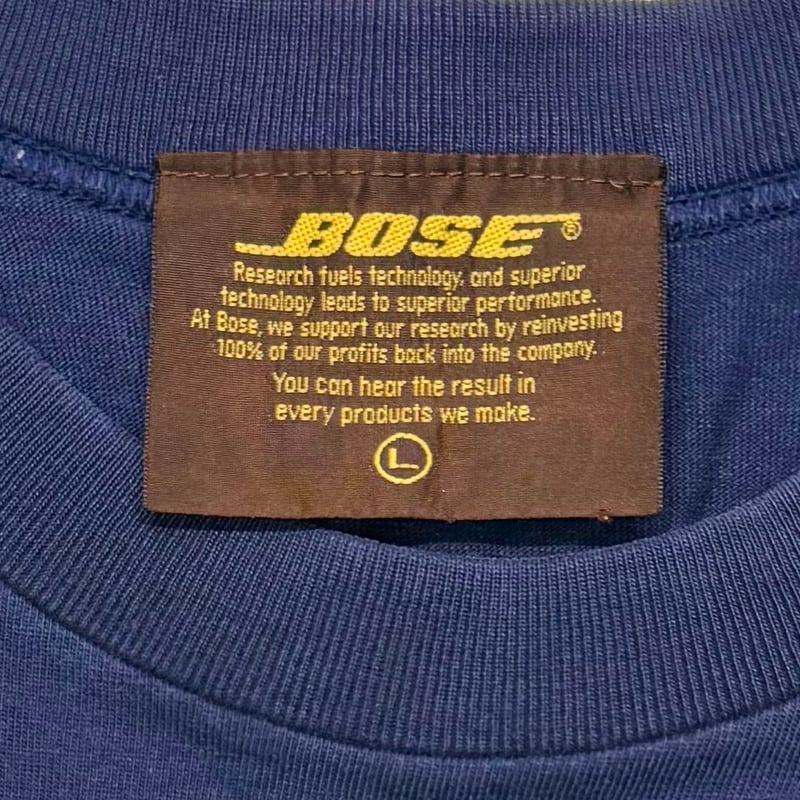 BOSE®
Research fuels technology, and superior
technology leads to superior performance.
At Bose, we support our research by reinvesting
100% of our profits back into the company.
You can hear the result in
every products we make.
L